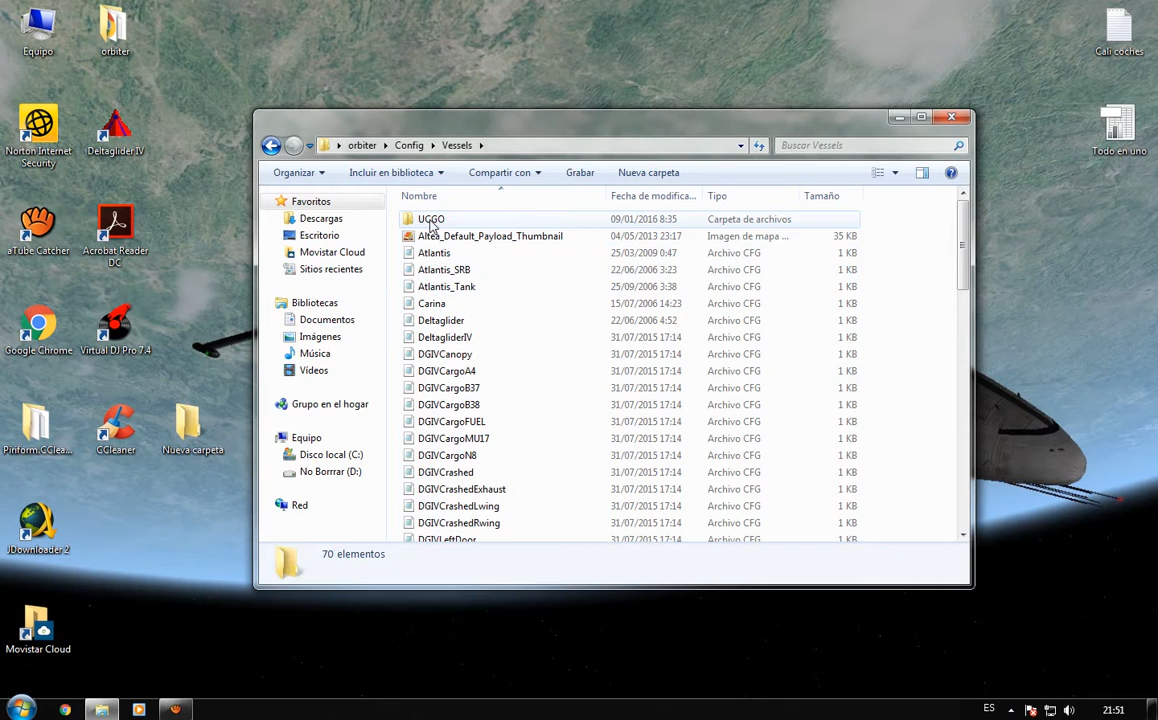 Equipo
orbiter
Cali coches
Norton Internet
Security
Deltaglider IV
Todo en uno
aTube Catcher
Acrobat Reader
DC
Google Chrome
Virtual DJ Pro 7.4
Piriform.CClea...
CCleaner
Nueva carpeta
JDownloader 2
Movistar Cloud
orbiter
Config
Vessels
Buscar Vessels
Organizar
Incluir en biblioteca
Compartir con
Grabar
Nueva carpeta
Favoritos
Descargas
Escritorio
Movistar Cloud
Sitios recientes
Bibliotecas
Documentos
Imágenes
Música
Vídeos
Grupo en el hogar
Equipo
Disco local (C:)
No Borrrar (D:)
Red
Nombre Fecha de modifica... Tipo Tamaño
UCGO 09/01/2016 8:35 Carpeta de archivos
Altea_Default_Payload_Thumbnail 04/05/2013 23:17 Imagen de mapa ... 35 KB
Atlantis 25/03/2009 0:47 Archivo CFG 1 KB
Atlantis_SRB 22/06/2006 3:23 Archivo CFG 1 KB
Atlantis_Tank 25/09/2006 3:38 Archivo CFG 1 KB
Carina 15/07/2006 14:23 Archivo CFG 1 KB
Deltaglider 22/06/2006 4:52 Archivo CFG 1 KB
DeltagliderIV 31/07/2015 17:14 Archivo CFG 1 KB
DGIVCanopy 31/07/2015 17:14 Archivo CFG 1 KB
DGIVCargoA4 31/07/2015 17:14 Archivo CFG 1 KB
DGIVCargoB37 31/07/2015 17:14 Archivo CFG 1 KB
DGIVCargoB38 31/07/2015 17:14 Archivo CFG 1 KB
DGIVCargoFUEL 31/07/2015 17:14 Archivo CFG 1 KB
DGIVCargoMU17 31/07/2015 17:14 Archivo CFG 1 KB
DGIVCargoN8 31/07/2015 17:14 Archivo CFG 1 KB
DGIVCrashed 31/07/2015 17:14 Archivo CFG 1 KB
DGIVCrashedExhaust 31/07/2015 17:14 Archivo CFG 1 KB
DGIVCrashedLwing 31/07/2015 17:14 Archivo CFG 1 KB
DGIVCrashedRwing 31/07/2015 17:14 Archivo CFG 1 KB
DGIVLeftDoor 31/07/2015 17:14 Archivo CFG 1 KB
70 elementos
ES
21:51